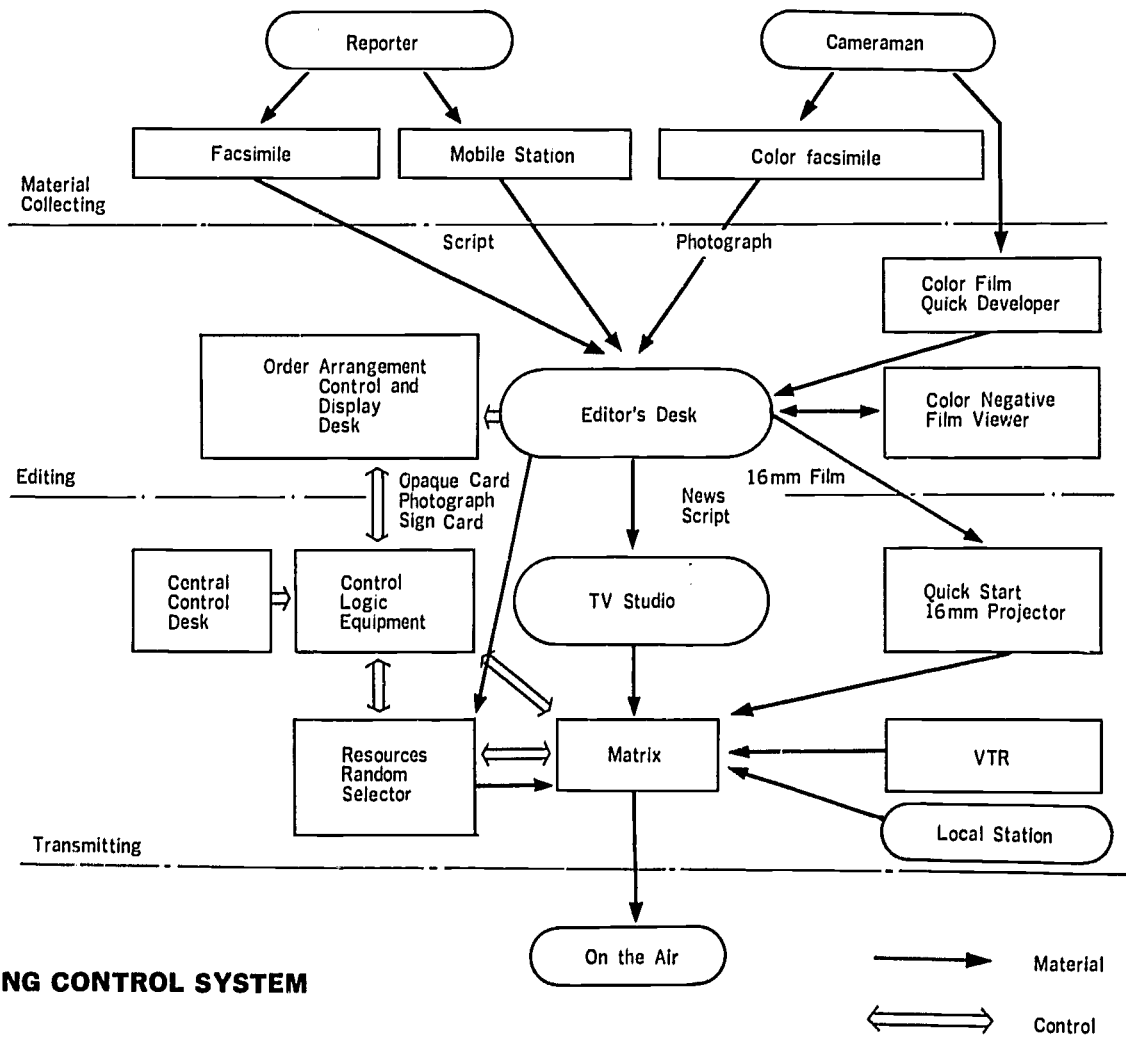 Reporter
Cameraman
Facsimile
Mobile Station
Color facsimile
Material
Collecting
Script
Photograph
Color Film
Quick Developer
Order Arrangement
Control and
Display
Desk
Editor's Desk
Color Negative
Film Viewer
Editing
Opaque Card
Photograph
Sign Card
News
Script
16mm Film
Central
Control
Desk
Control
Logic
Equipment
TV Studio
Quick Start
16mm Projector
Resources
Random
Selector
Matrix
VTR
Local Station
Transmitting
On the Air
NG CONTROL SYSTEM
Material
Control